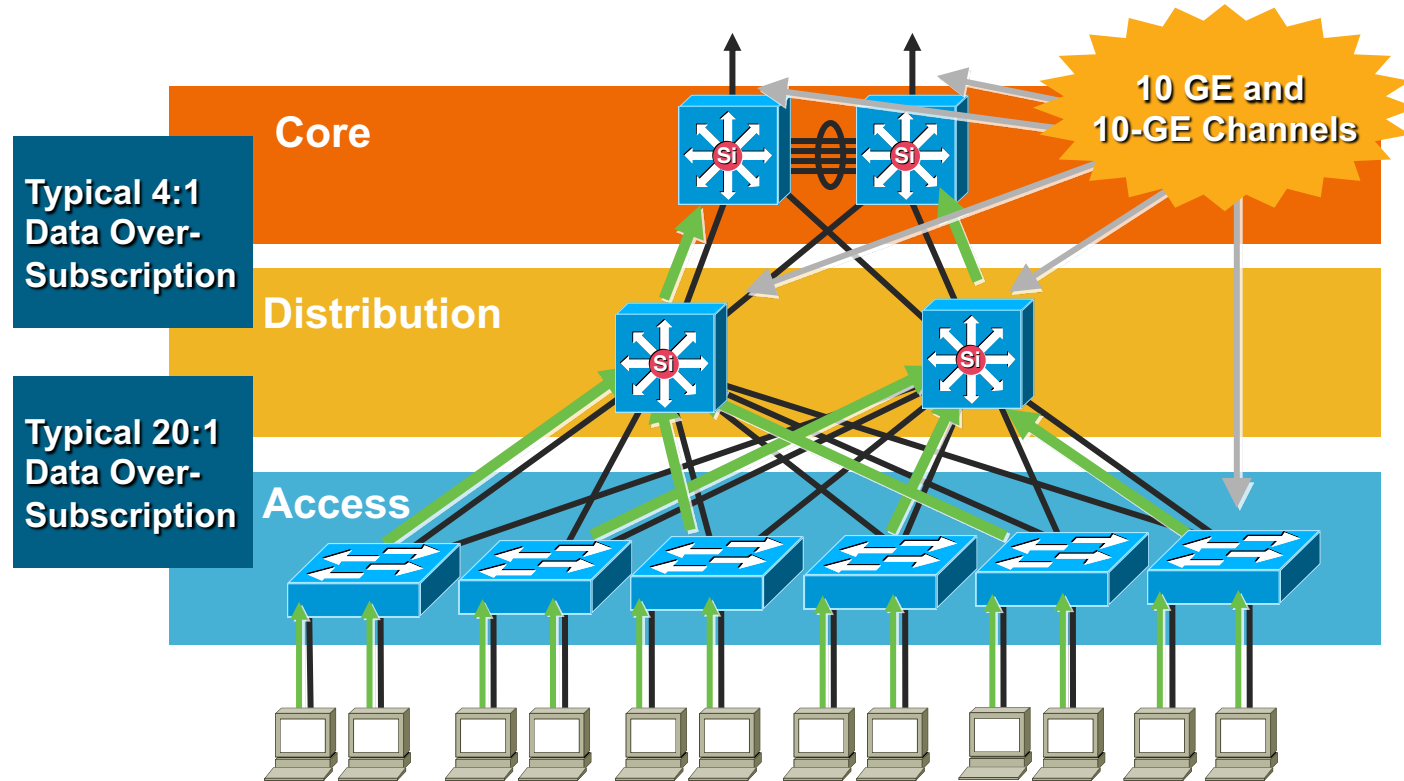 10 GE and
10-GE Channels
Core
Si
Si
Typical 4:1
Data Over-
Subscription
Distribution
Si
Si
Typical 20:1
Data Over-
Subscription
Access